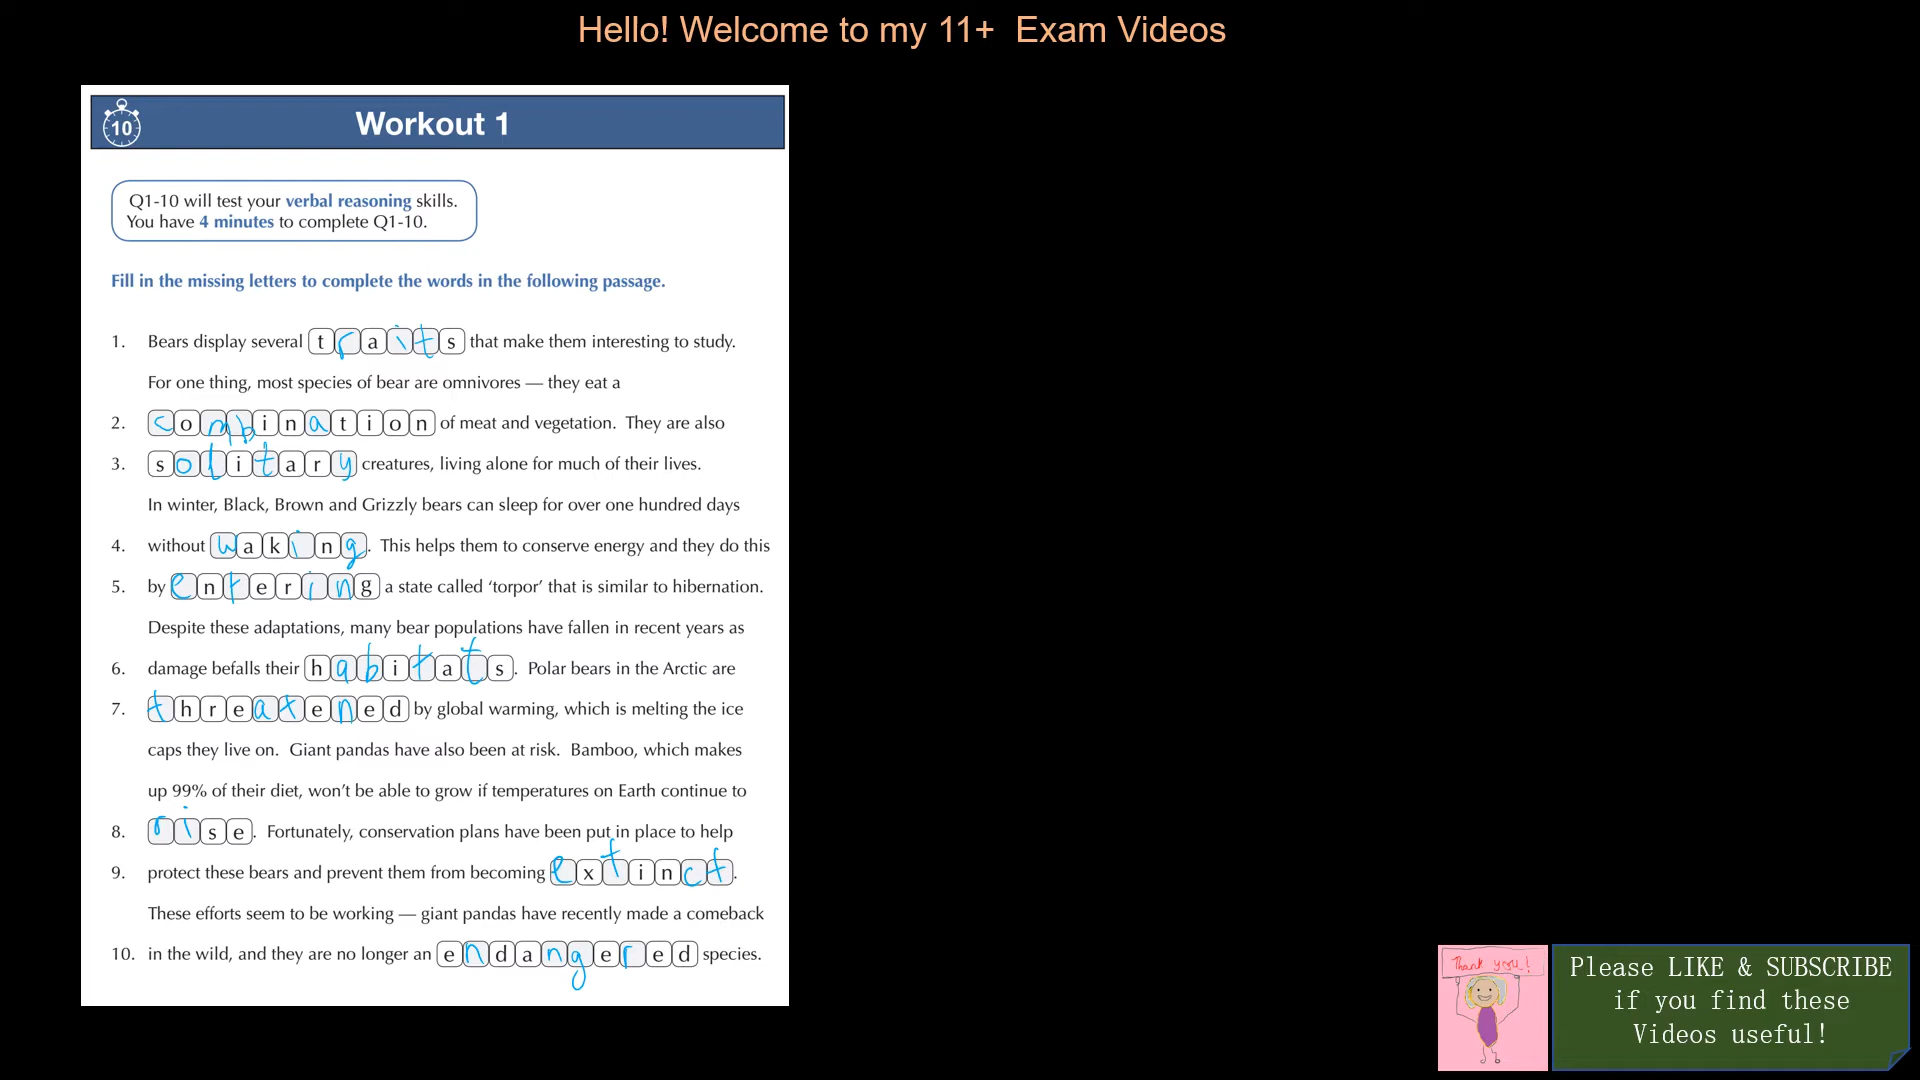 Hello! Welcome to my 11+ Exam Videos
10
Workout 1
Q1-10 will test your verbal reasoning skills.
You have 4 minutes to complete Q1-10.
Fill in the missing letters to complete the words in the following passage.
1. Bears display several traits that make them interesting to study.
For one thing, most species of bear are omnivores — they eat a
2. combination of meat and vegetation. They are also
3. solitary creatures, living alone for much of their lives.
In winter, Black, Brown and Grizzly bears can sleep for over one hundred days
4. without waking. This helps them to conserve energy and they do this
5. by entering a state called ‘torpor’ that is similar to hibernation.
Despite these adaptations, many bear populations have fallen in recent years as
6. damage befalls their habitats. Polar bears in the Arctic are
7. threatened by global warming, which is melting the ice
caps they live on. Giant pandas have also been at risk. Bamboo, which makes
up 99% of their diet, won’t be able to grow if temperatures on Earth continue to
8. rise. Fortunately, conservation plans have been put in place to help
9. protect these bears and prevent them from becoming extinct.
These efforts seem to be working — giant pandas have recently made a comeback
10. in the wild, and they are no longer an endangered species.
Thank you!
Please LIKE & SUBSCRIBE
if you find these
Videos useful!